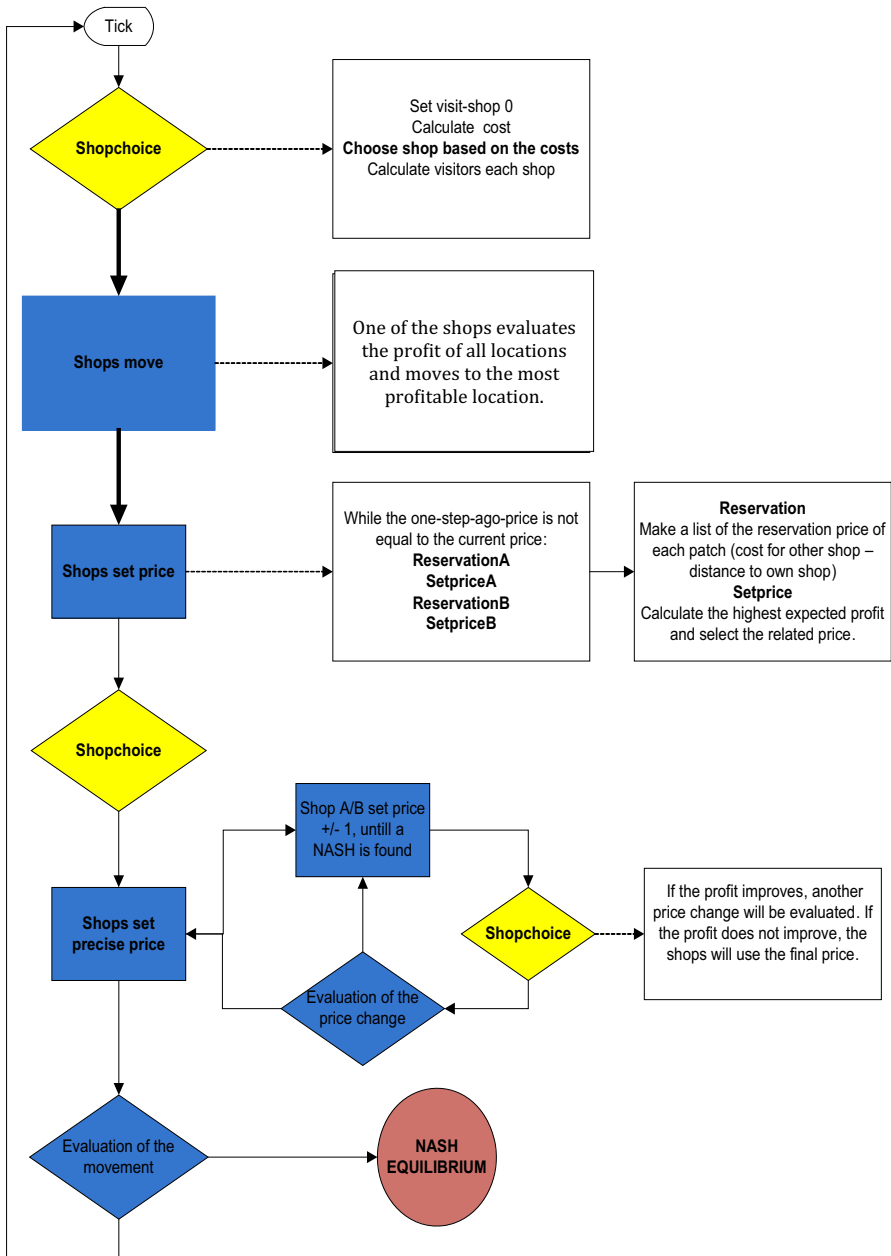 Tick
Shopchoice
Set visit-shop 0
Calculate cost
Choose shop based on the costs
Calculate visitors each shop
Shops move
One of the shops evaluates
the profit of all locations
and moves to the most
profitable location.
Shops set price
While the one-step-ago-price is not
equal to the current price:
ReservationA
SetpriceA
ReservationB
SetpriceB
Reservation
Make a list of the reservation price of
each patch (cost for other shop –
distance to own shop)
Setprice
Calculate the highest expected profit
and select the related price.
Shopchoice
Shop A/B set price
+/- 1, untill a
NASH is found
Shops set
precise price
Shopchoice
If the profit improves, another
price change will be evaluated. If
the profit does not improve, the
shops will use the final price.
Evaluation of the
price change
Evaluation of the
movement
NASH
EQUILIBRIUM